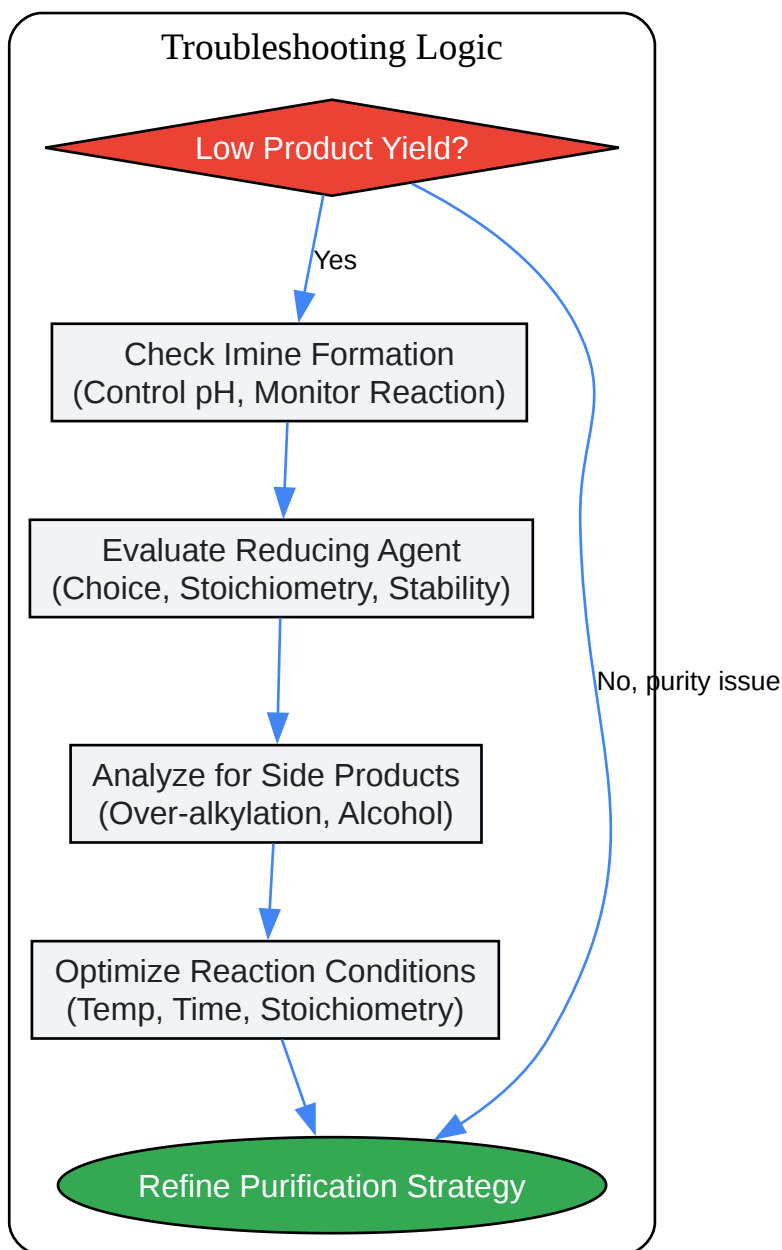 Troubleshooting Logic
Low Product Yield?
Yes
Check Imine Formation
(Control pH, Monitor Reaction)
Evaluate Reducing Agent
(Choice, Stoichiometry, Stability)
No, purity issue
Analyze for Side Products
(Over-alkylation, Alcohol)
Optimize Reaction Conditions
(Temp, Time, Stoichiometry)
Refine Purification Strategy